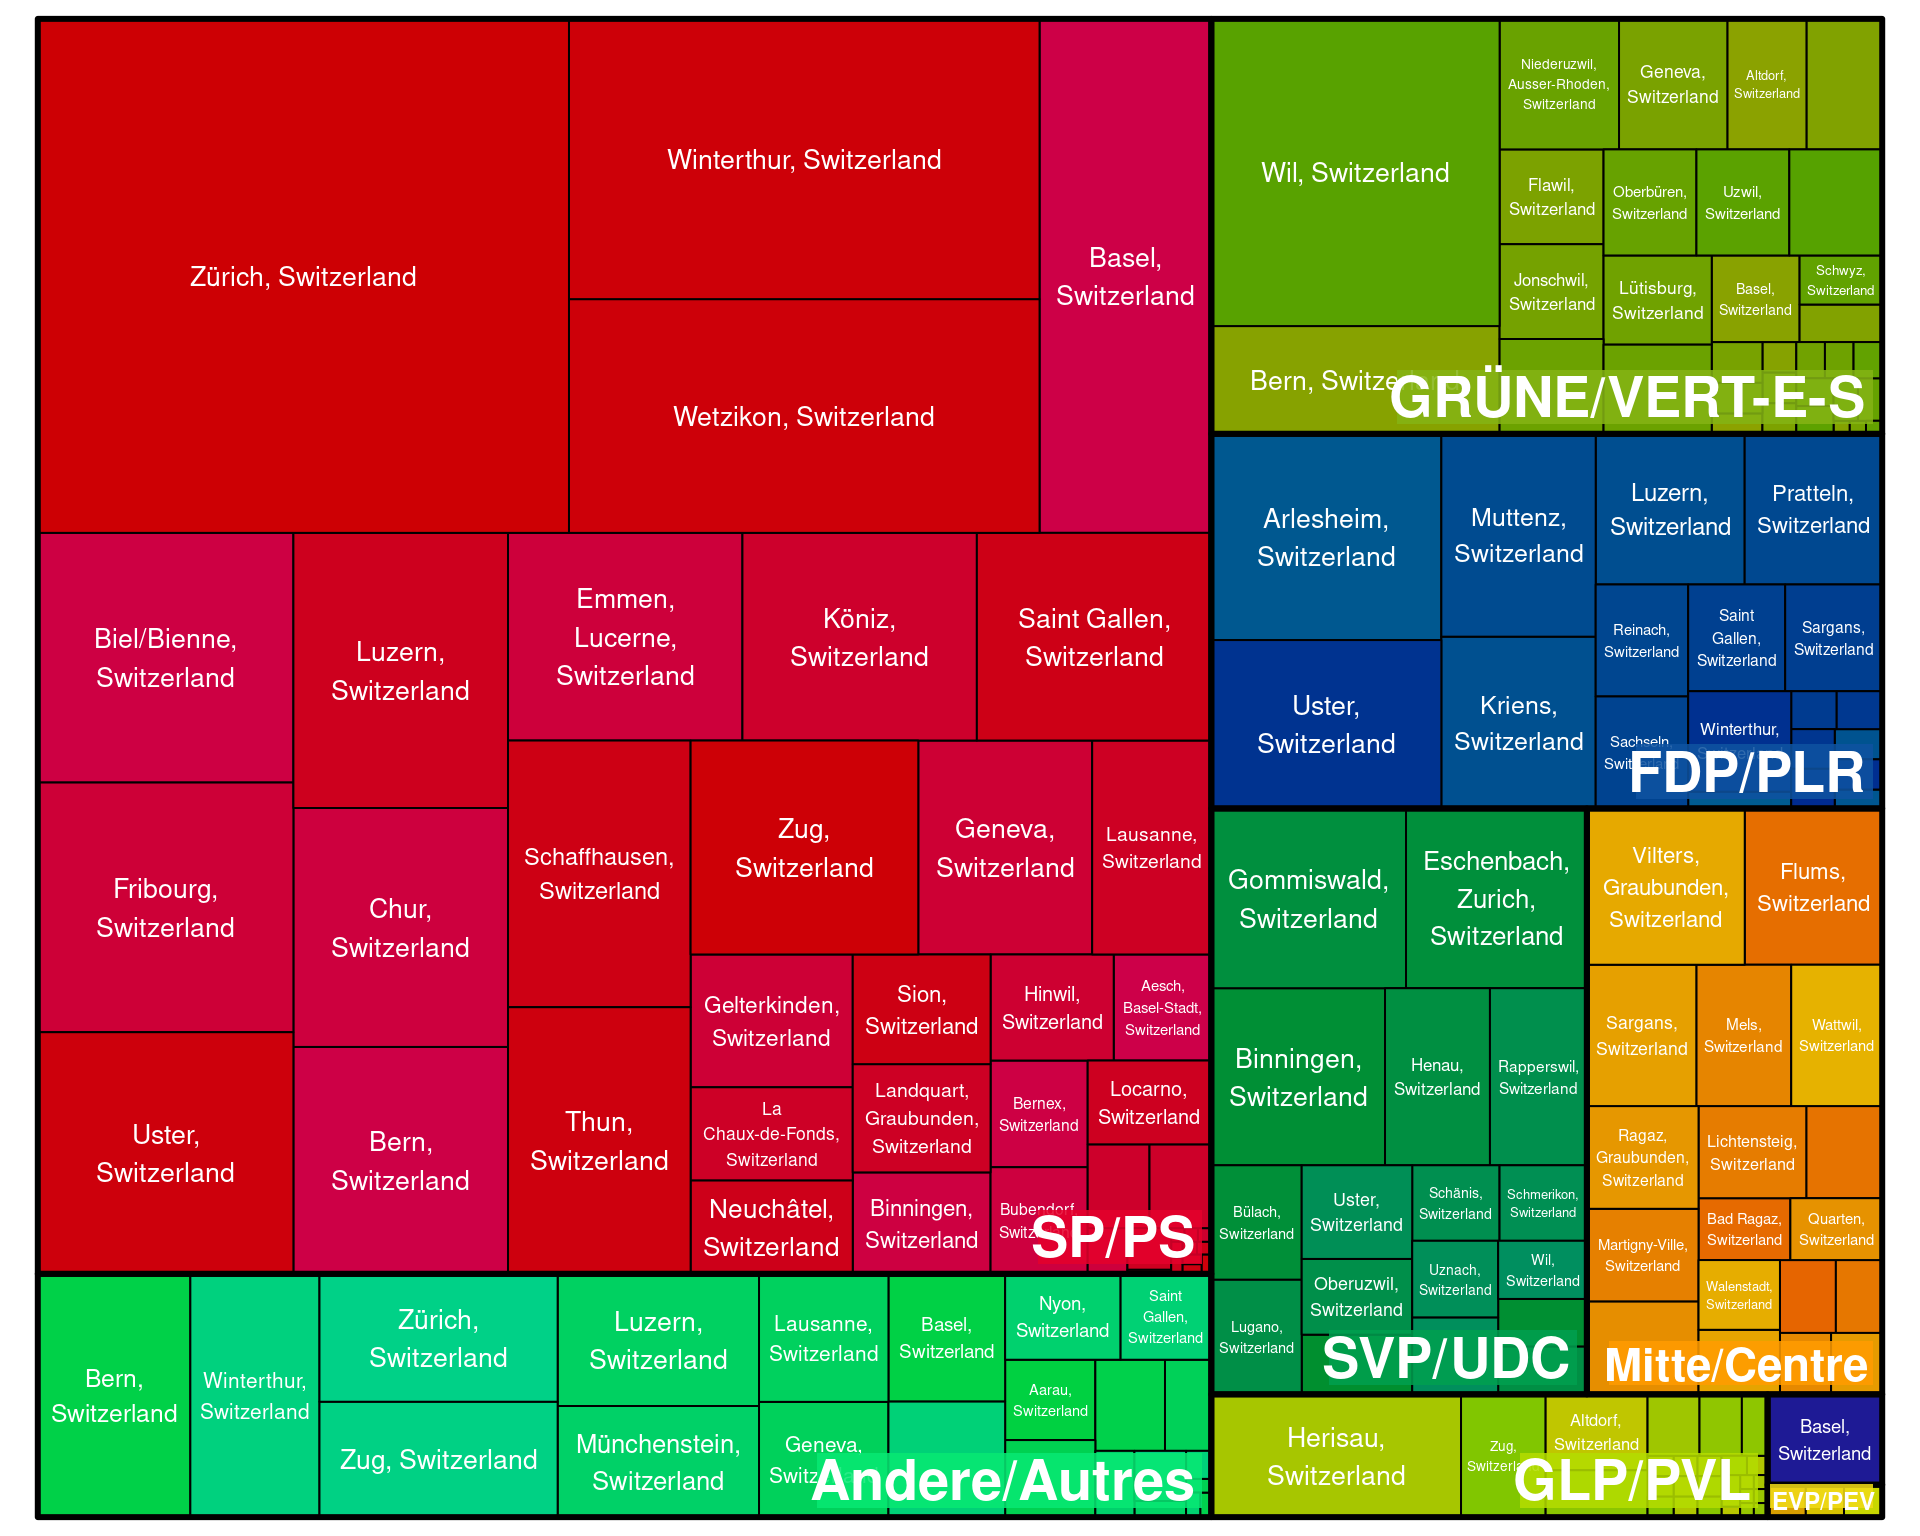 Zürich, Switzerland
Winterthur, Switzerland
Wetzikon, Switzerland
Basel,
Switzerland
Biel/Bienne,
Switzerland
Fribourg,
Switzerland
Uster,
Switzerland
Luzern,
Switzerland
Chur,
Switzerland
Bern,
Switzerland
Emmen,
Lucerne,
Switzerland
Köniz,
Switzerland
Saint Gallen,
Switzerland
Schaffhausen,
Switzerland
Thun,
Switzerland
Zug,
Switzerland
Geneva,
Switzerland
Lausanne,
Switzerland
Gelterkinden,
Switzerland
La
Chaux-de-Fonds,
Switzerland
Neuchâtel,
Switzerland
Sion,
Switzerland
Landquart,
Graubunden,
Switzerland
Binningen,
Switzerland
Hinwil,
Switzerland
Aesch,
Basel-Stadt,
Switzerland
Bernex,
Switzerland
Locarno,
Switzerland
Bubendorf,
SP/PS
Bern,
Switzerland
Winterthur,
Switzerland
Zürich,
Switzerland
Zug, Switzerland
Luzern,
Switzerland
Münchenstein,
Switzerland
Lausanne,
Switzerland
Geneva,
Basel,
Switzerland
Nyon,
Switzerland
Saint
Gallen,
Switzerland
Aarau,
Switzerland
Andere/Autres
Wil, Switzerland
Bern, Switzerland
Niederuzwil,
Ausser-Rhoden,
Switzerland
Geneva,
Switzerland
Altdorf,
Switzerland
Flawil,
Switzerland
Oberbüren,
Switzerland
Uzwil,
Switzerland
Jonschwil,
Switzerland
Lütisburg,
Switzerland
Basel,
Switzerland
Schwyz,
Switzerland
GRÜNE/VERT-E-S
Arlesheim,
Switzerland
Uster,
Switzerland
Muttenz,
Switzerland
Kriens,
Switzerland
Luzern,
Switzerland
Pratteln,
Switzerland
Reinach,
Switzerland
Saint
Gallen,
Switzerland
Sargans,
Switzerland
Sachseln,
Winterthur,
Switzerland
FDP/PLR
Gommiswald,
Switzerland
Eschenbach,
Zurich,
Switzerland
Binningen,
Switzerland
Henau,
Switzerland
Rapperswil,
Switzerland
Bülach,
Switzerland
Lugano,
Switzerland
Uster,
Switzerland
Oberuzwil,
Switzerland
Schänis,
Switzerland
Schmerikon,
Switzerland
Uznach,
Switzerland
Wil,
Switzerland
SVP/UDC
Vilters,
Graubunden,
Switzerland
Flums,
Switzerland
Sargans,
Switzerland
Mels,
Switzerland
Wattwil,
Switzerland
Ragaz,
Graubunden,
Switzerland
Lichtensteig,
Switzerland
Martigny-Ville,
Switzerland
Bad Ragaz,
Switzerland
Quarten,
Switzerland
Walenstadt,
Switzerland
Mitte/Centre
Herisau,
Switzerland
Zug,
Altdorf,
Switzerland
GLP/PVL
Basel,
Switzerland
EVP/PEV